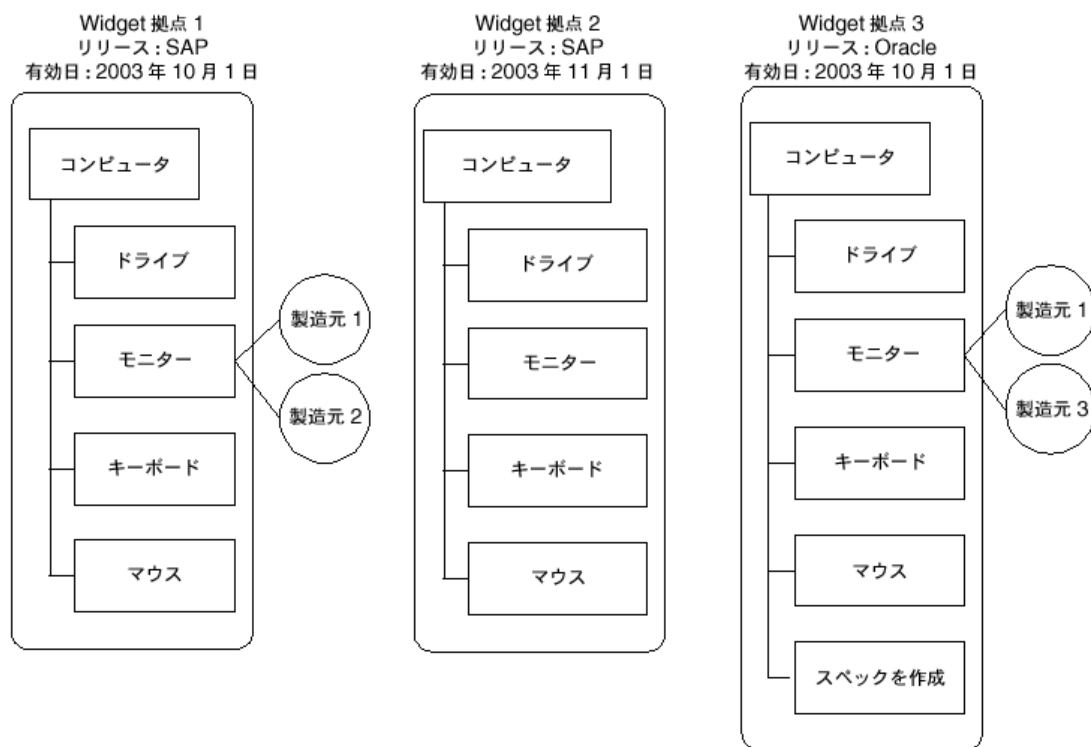 Widget 拠点 1
リリース : SAP
有効日 : 2003 年 10 月 1 日
コンピュータ
ドライブ
モニター
キーボード
マウス
製造元 1
製造元 2
Widget 拠点 2
リリース : SAP
有効日 : 2003 年 11 月 1 日
コンピュータ
ドライブ
モニター
キーボード
マウス
Widget 拠点 3
リリース : Oracle
有効日 : 2003 年 10 月 1 日
コンピュータ
ドライブ
モニター
キーボード
マウス
スペックを作成
製造元 1
製造元 3